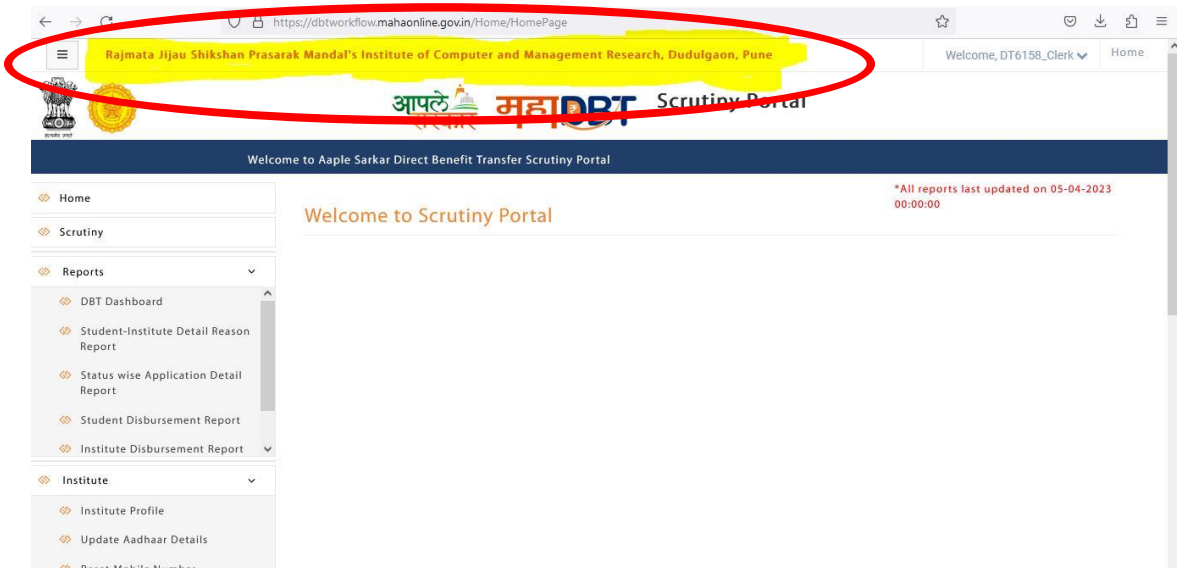 https://dbtworkflow.mahaonline.gov.in/Home/HomePage
Rajmata Jijau Shikshan Prasarak Mandal's Institute of Computer and Management Research, Dudulgaon, Pune
Welcome, DT6158_Clerk
Home
आपले सरकार महाDBT Scrutiny Portal
Welcome to Aaple Sarkar Direct Benefit Transfer Scrutiny Portal
Home
Scrutiny
Reports
DBT Dashboard
Student-Institute Detail Reason
Report
Status wise Application Detail
Report
Student Disbursement Report
Institute Disbursement Report
Institute
Institute Profile
Update Aadhaar Details
Reset Mobile Number
Welcome to Scrutiny Portal
*All reports last updated on 05-04-2023
00:00:00